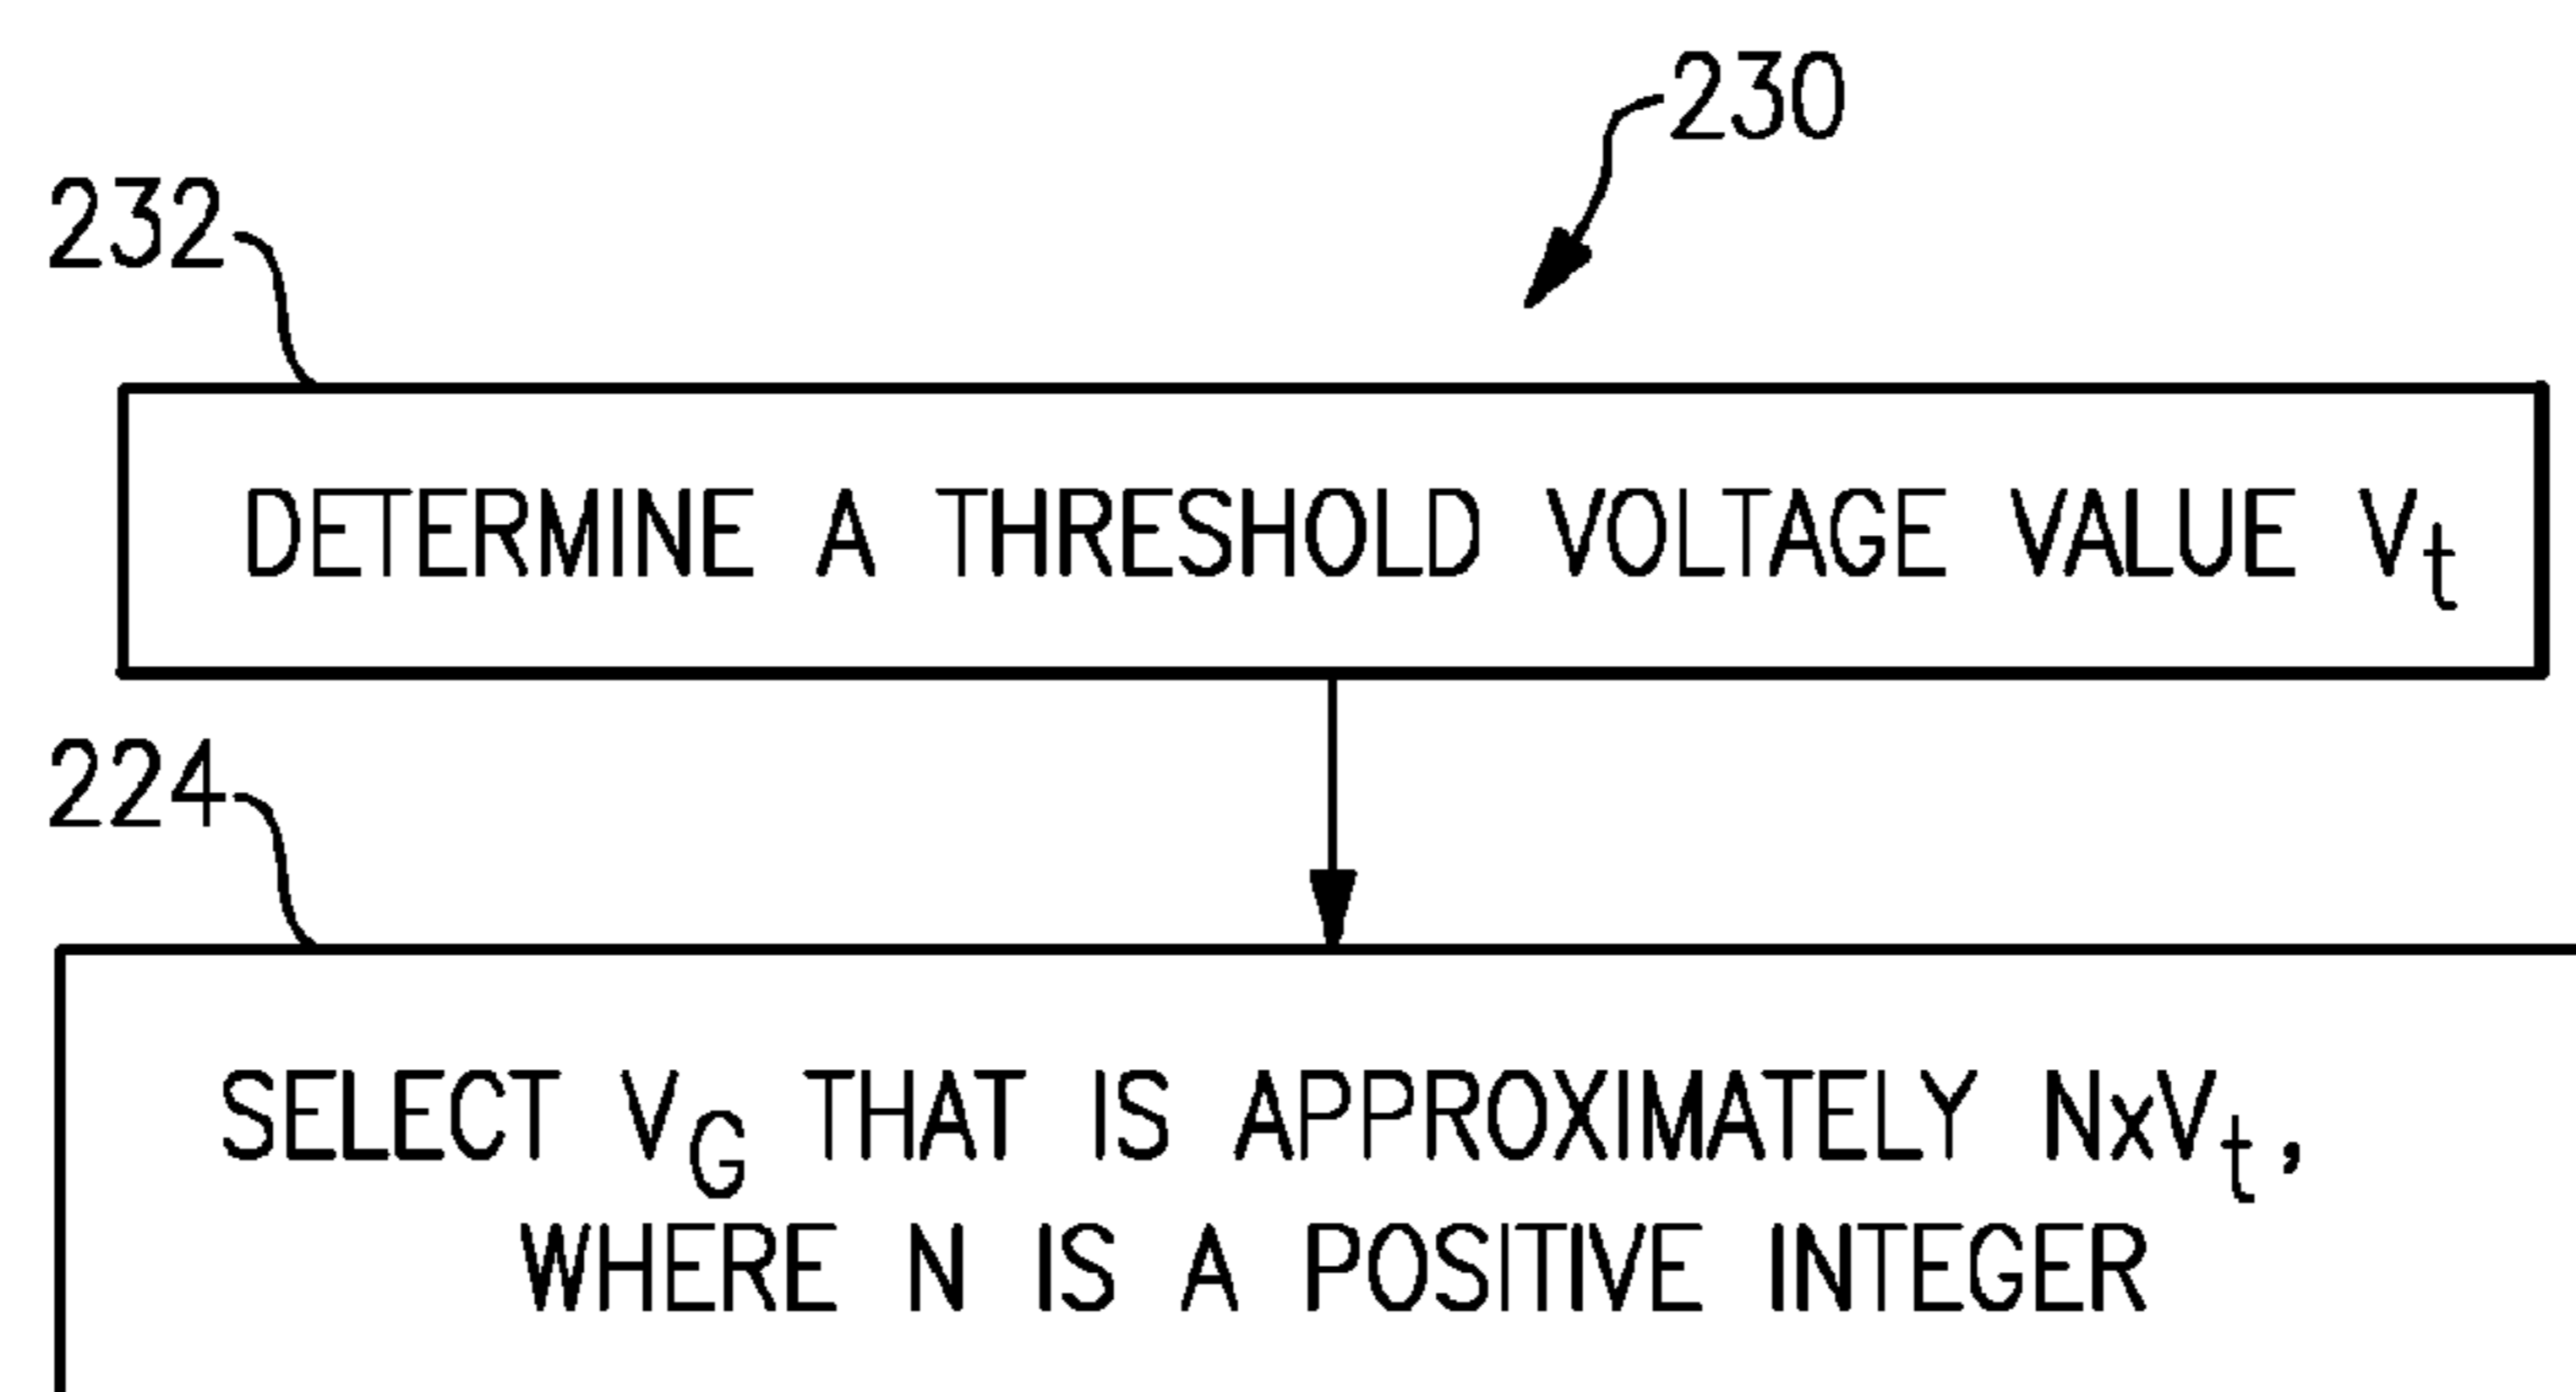 230
232
DETERMINE A THRESHOLD VOLTAGE VALUE Vt
224
SELECT VG THAT IS APPROXIMATELY NxVt,
WHERE N IS A POSITIVE INTEGER